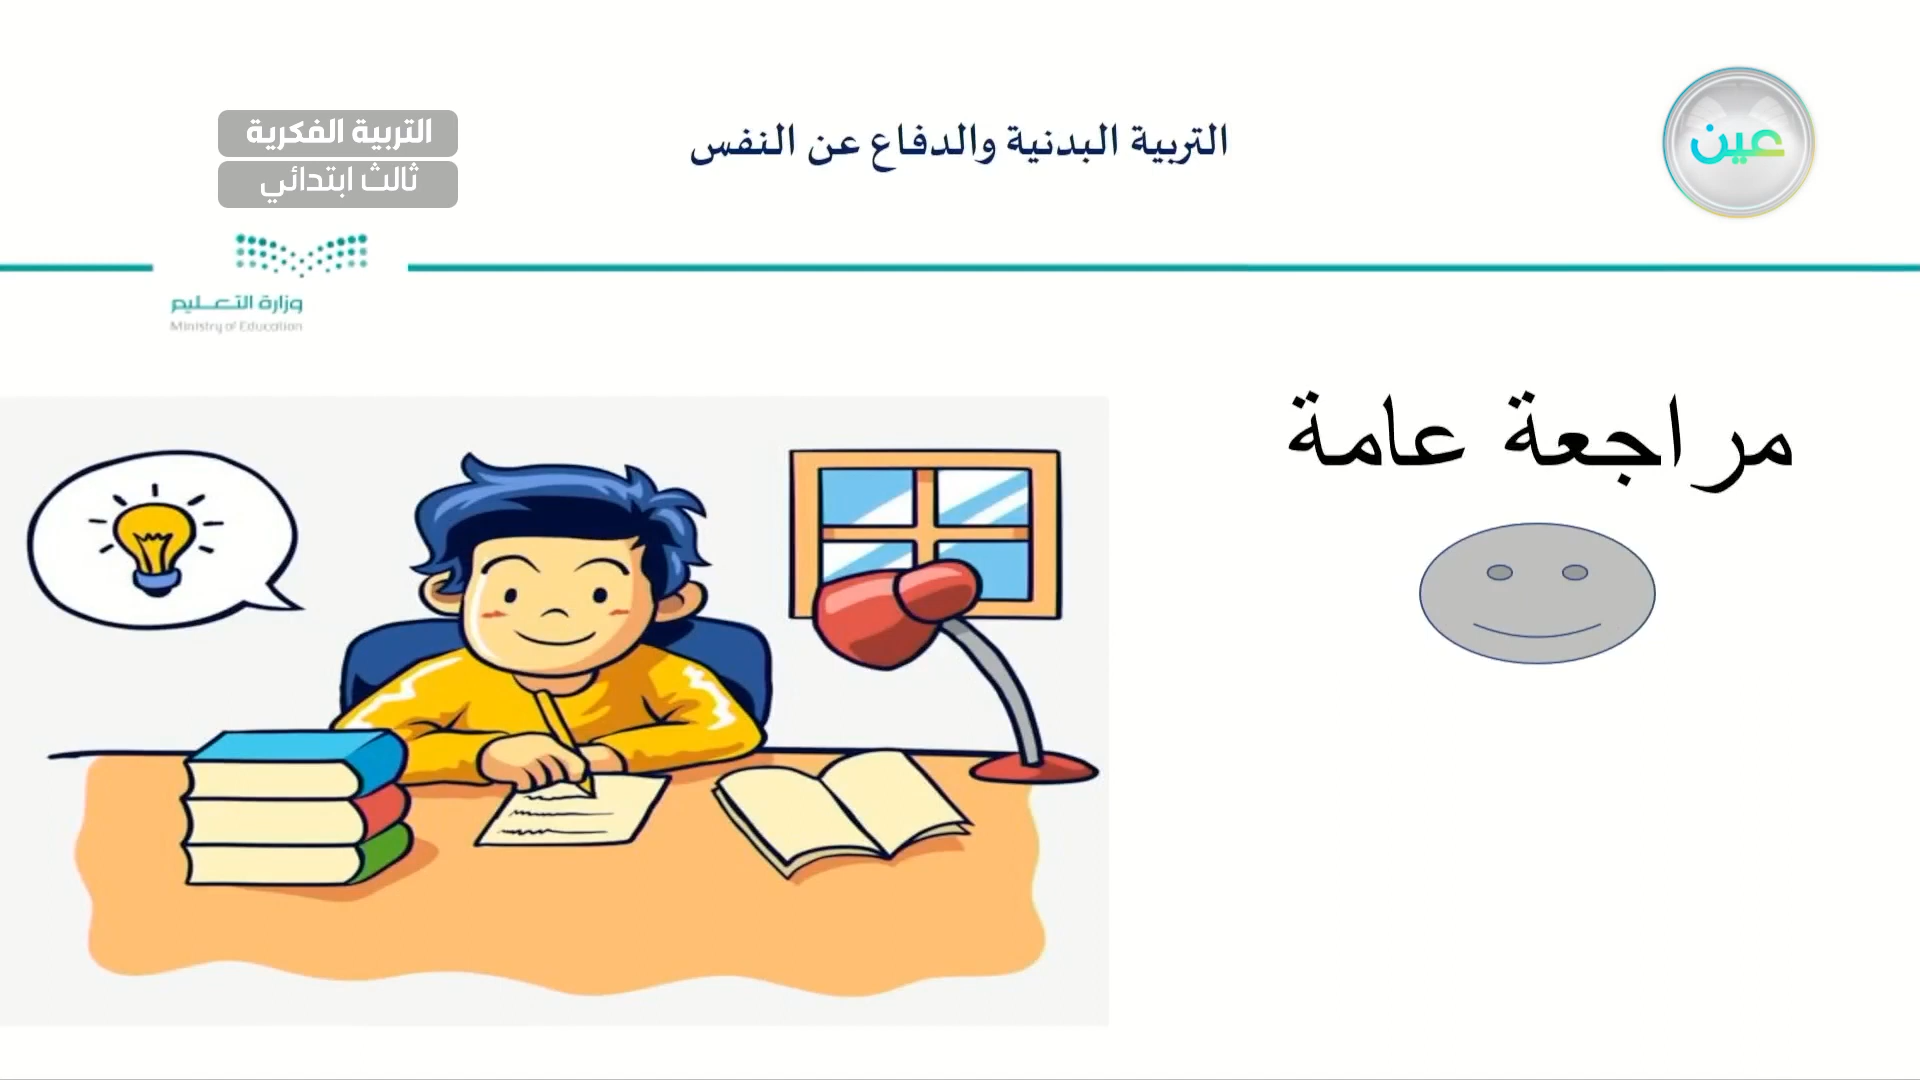 التربية البدنية والدفاع عن النفس
عين
التربية الفكرية
ثالث ابتدائي
وزارة التعليم
Ministry of Education
مراجعة عامة